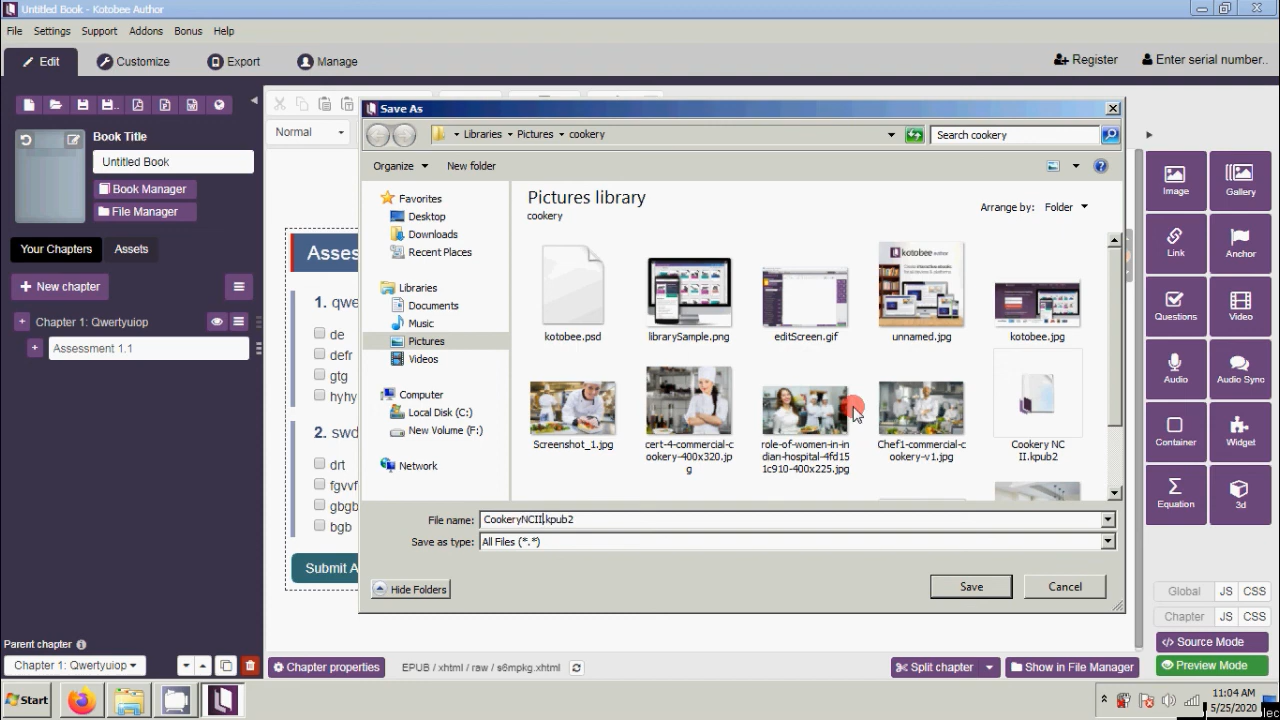 Untitled Book - Kotobee Author
File Settings Support Addons Bonus Help
Edit Customize Export Manage
Register Enter serial number..
Book Title
Untitled Book
Book Manager
File Manager
Your Chapters Assets
New chapter
Chapter 1: Qwertyuiop
Assessment 1.1
Parent chapter
Chapter 1: Qwertyuiop
Normal
Assess
1. qwe
de
defr
gtg
hyhy
2. swd
drt
fgvvf
gbgb
bgb
Submit A
Save As
Libraries Pictures cookery
Search cookery
Organize New folder
Favorites
Desktop
Downloads
Recent Places
Libraries
Documents
Music
Pictures
Videos
Computer
Local Disk (C:)
New Volume (F:)
Network
Pictures library
cookery
Arrange by: Folder
kotobee.psd
librarySample.png
editScreen.gif
kotobee editor
unnamed.jpg
kotobee.jpg
Screenshot_1.jpg
cert-4-commercial-c
ookery-400x320.jp
g
role-of-women-in-in
dian-hospital-4fd15
1c910-400x225.jpg
Chef1-commercial-c
ookery-v1.jpg
Cookery NC
II.kpub2
File name: CookeryNCII.kpub2
Save as type: All Files (*.*)
Hide Folders
Save
Cancel
Chapter properties
EPUB / xhtml / raw / s6mpkg.xhtml
Split chapter
Show in File Manager
Image Gallery
Link Anchor
Questions Video
Audio Audio Sync
Container Widget
Equation 3d
Global JS CSS
Chapter JS CSS
Source Mode
Preview Mode
Start
11:04 AM
5/25/2020